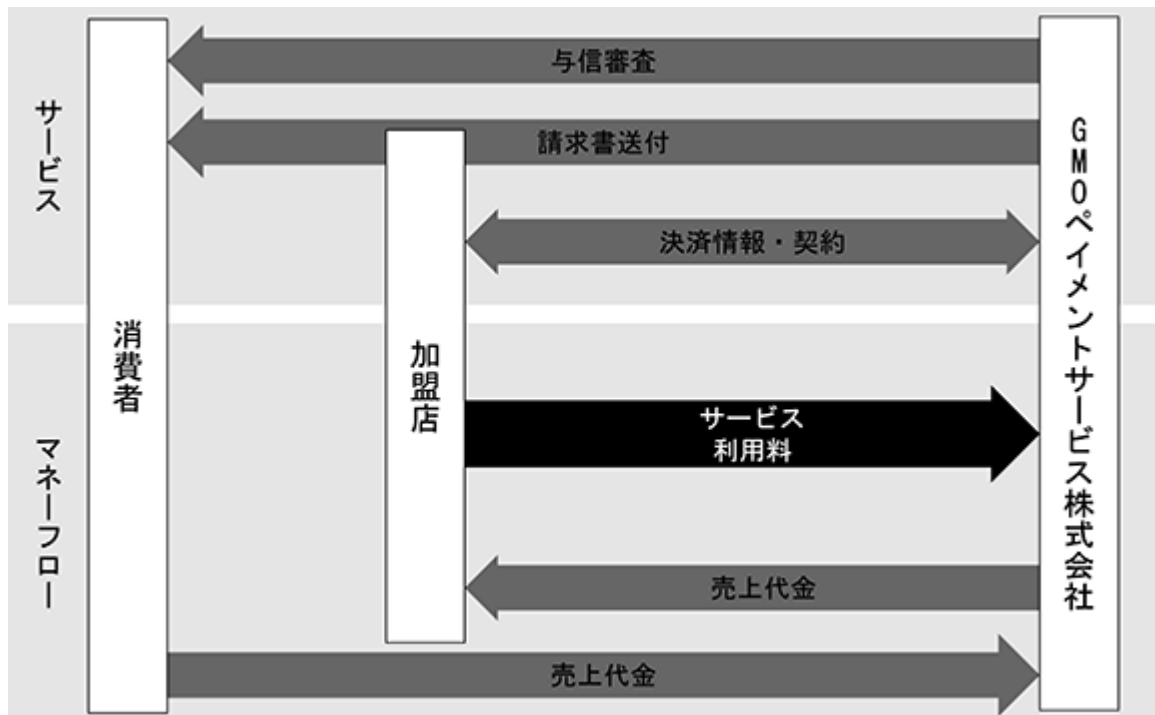 与信審査
請求書送付
決済情報・契約
サービス
消費者
加盟店
GMOペイメントサービス株式会社
サービス
利用料
マネーフロー
売上代金
売上代金